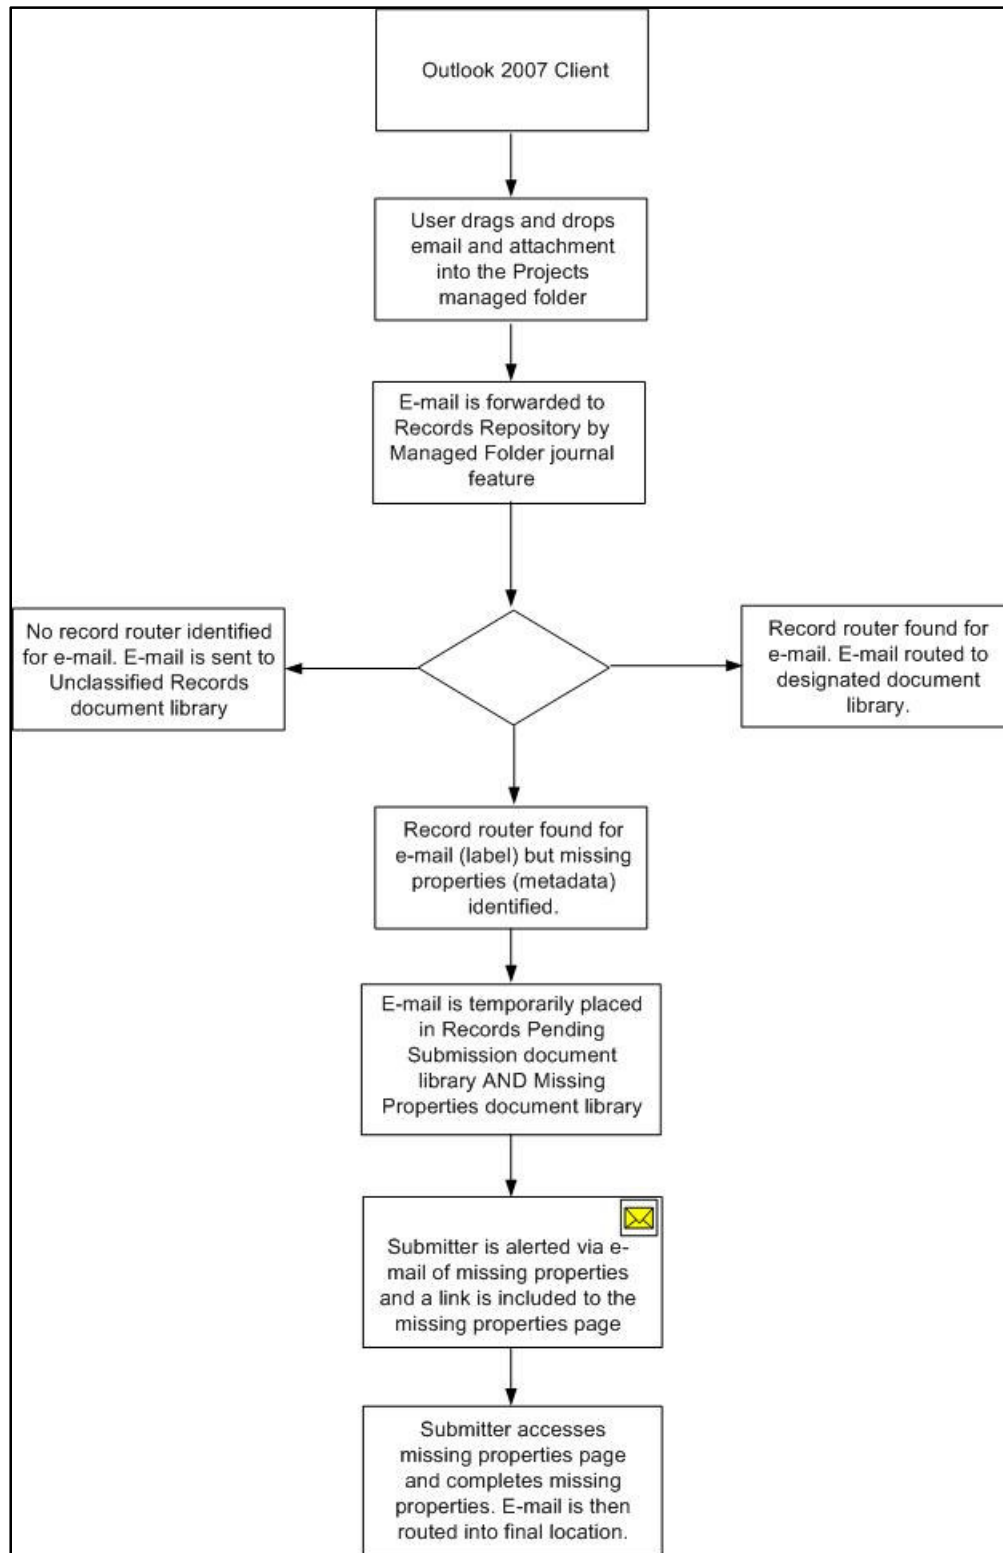 Outlook 2007 Client
User drags and drops
email and attachment
into the Projects
managed folder
E-mail is forwarded to
Records Repository by
Managed Folder journal
feature
No record router identified
for e-mail. E-mail is sent to
Unclassified Records
document library
Record router found for
e-mail. E-mail routed to
designated document
library.
Record router found for
e-mail (label) but missing
properties (metadata)
identified.
E-mail is temporarily placed
in Records Pending
Submission document
library AND Missing
Properties document library
Submitter is alerted via e-
mail of missing properties
and a link is included to the
missing properties page
Submitter accesses
missing properties page
and completes missing
properties. E-mail is then
routed into final location.